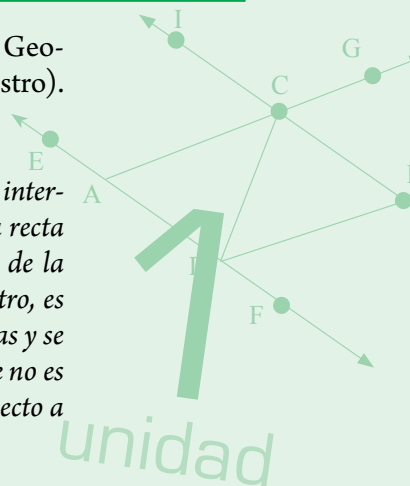 Geo-
stro).
inter-
recta
de la
tro, es
as y se
e no es
ecto a
I
G
C
E
A
F
1
unidad